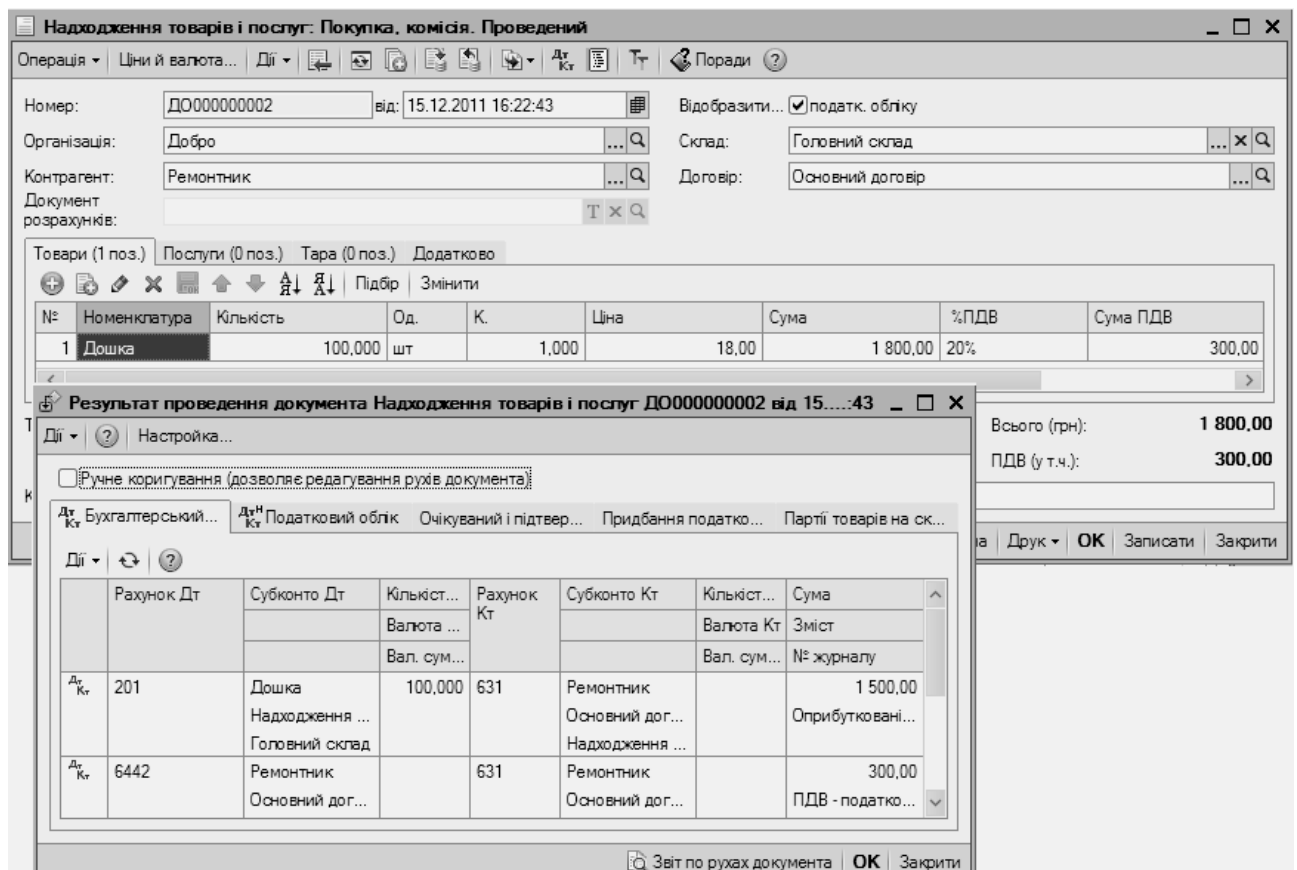 Надходження товарів і послуг: Покупка, комісія. Проведений
Операція Ціни й валюта... Дії Дт Кт Тт Поради ?
Номер: ДО000000002 від: 15.12.2011 16:22:43 Відобразити... податк. обліку
Організація: Добро ... Склад: Головний склад ...
Контрагент: Ремонтник ... Договір: Основний договір ...
Документ
розрахунків: T
Товари (1 поз.) Послуги (0 поз.) Тара (0 поз.) Додатково
А Я Я А Підбір Змінити
№ Номенклатура Кількість Од. К. Ціна Сума %ПДВ Сума ПДВ
1 Дошка 100,000 шт 1,000 18,00 1 800,00 20% 300,00
Результат проведення документа Надходження товарів і послуг ДО000000002 від 15....:43
Всього (грн): 1 800,00
Дії ? Настройка...
ПДВ (у т.ч.): 300,00
Ручне коригування (дозволяє редагування рухів документа)
Дт Кт Бухгалтерський... Дт Кт Н Податковий облік Очікуваний і підтвер... Придбання податко... Партії товарів на ск...
Друк OK Записати Закрити
Дії ?
Рахунок Дт Субконто Дт Кількіст... Рахунок Кт Субконто Кт Кількіст... Сума
Валюта ... Валюта Кт Зміст
Вал. сум... Вал. сум... № журналу
Дт Кт 201 Дошка 100,000 631 Ремонтник 1 500,00
Надходження ... Основний дог... Оприбутковані...
Головний склад Надходження ...
Дт Кт 6442 Ремонтник 631 Ремонтник 300,00
Основний дог... Основний дог... ПДВ - податко...
Звіт по рухах документа OK Закрити